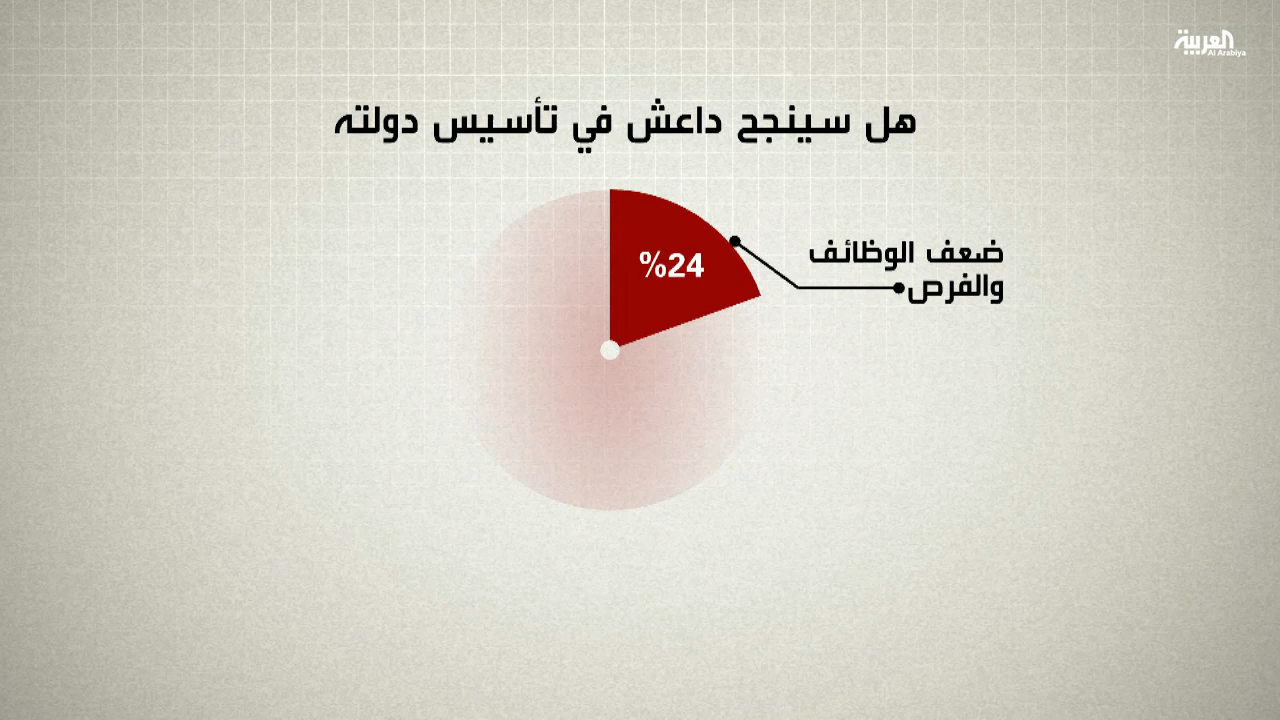 العربية
Al Arabiya
هل سينجح داعش في تأسيس دولته
%24
ضعف الوظائف
والفرص